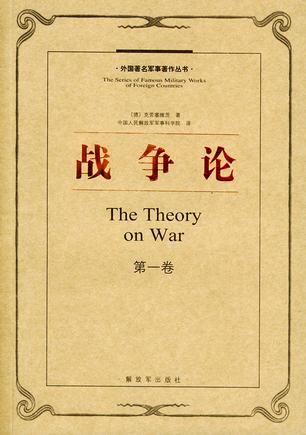 ·外国著名军事著作丛书·
The Series of Famous Military Works
of Foreign Countries
〔德〕克劳塞维茨 著
中国人民解放军军事科学院 译
战争论
The Theory
on War
第一卷
解放军出版社